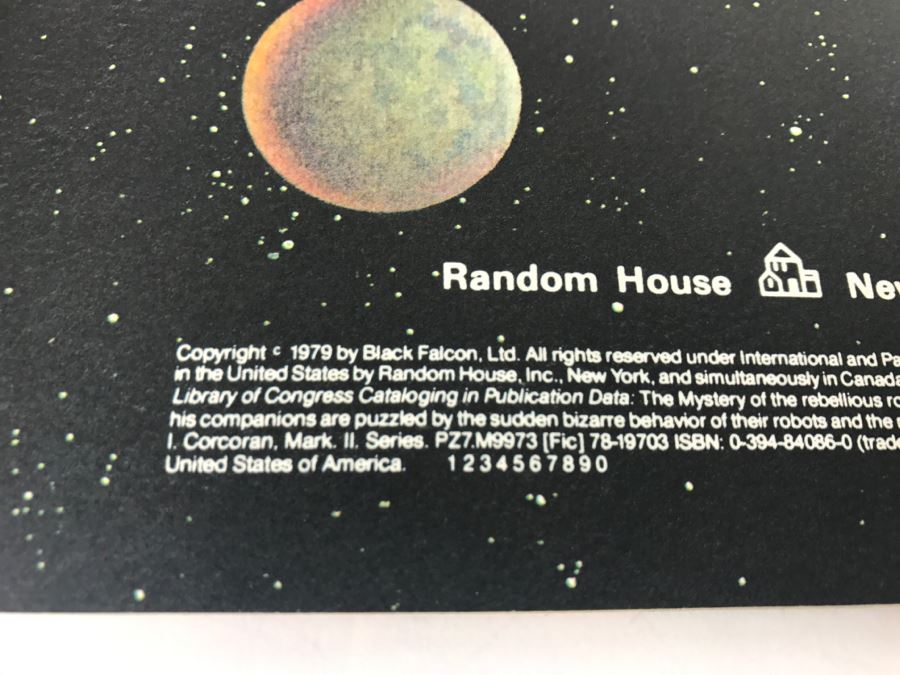 Random House
Copyright c 1979 by Black Falcon, Ltd. All rights reserved under International and
in the United States by Random House, Inc., New York, and simultaneously in Canada
Library of Congress Cataloging in Publication Data: The Mystery of the rebellious
his companions are puzzled by the sudden bizarre behavior of their robots and the
I. Corcoran, Mark. II. Series. PZ7.M9973 [Fic] 78-19703 ISBN: 0-394-84086-0
United States of America. 1 2 3 4 5 6 7 8 9 0